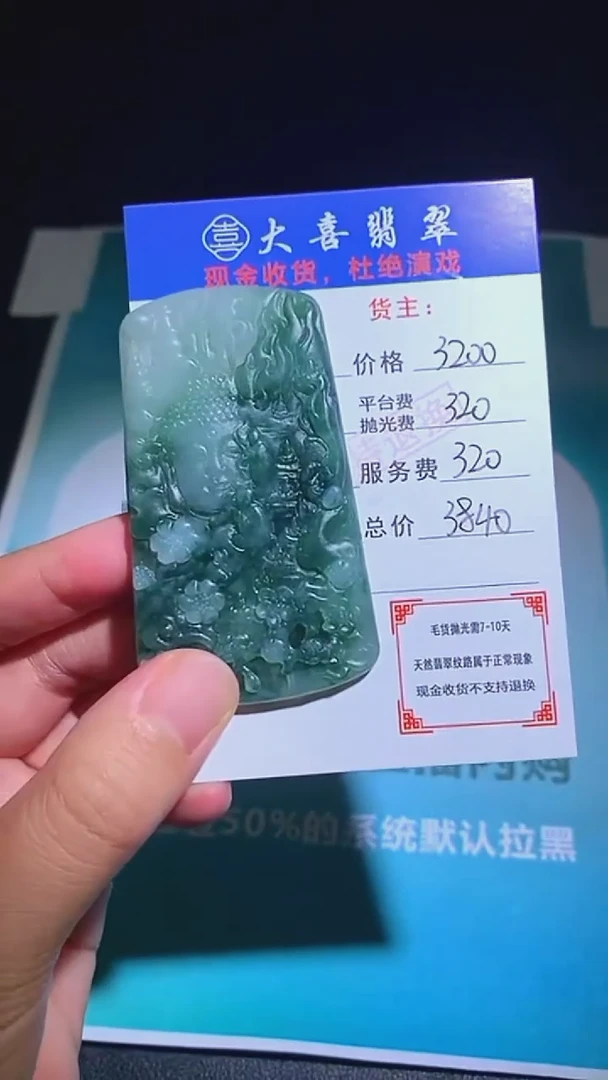 大喜翡翠
现金收货，杜绝演戏
货主：
价格 3200
平台费
抛光费 320
服务费 320
总价 3840
毛货抛光需7-10天
天然翡翠纹路属于正常现象
现金收货不支持退换
50%的系统默认拉黑